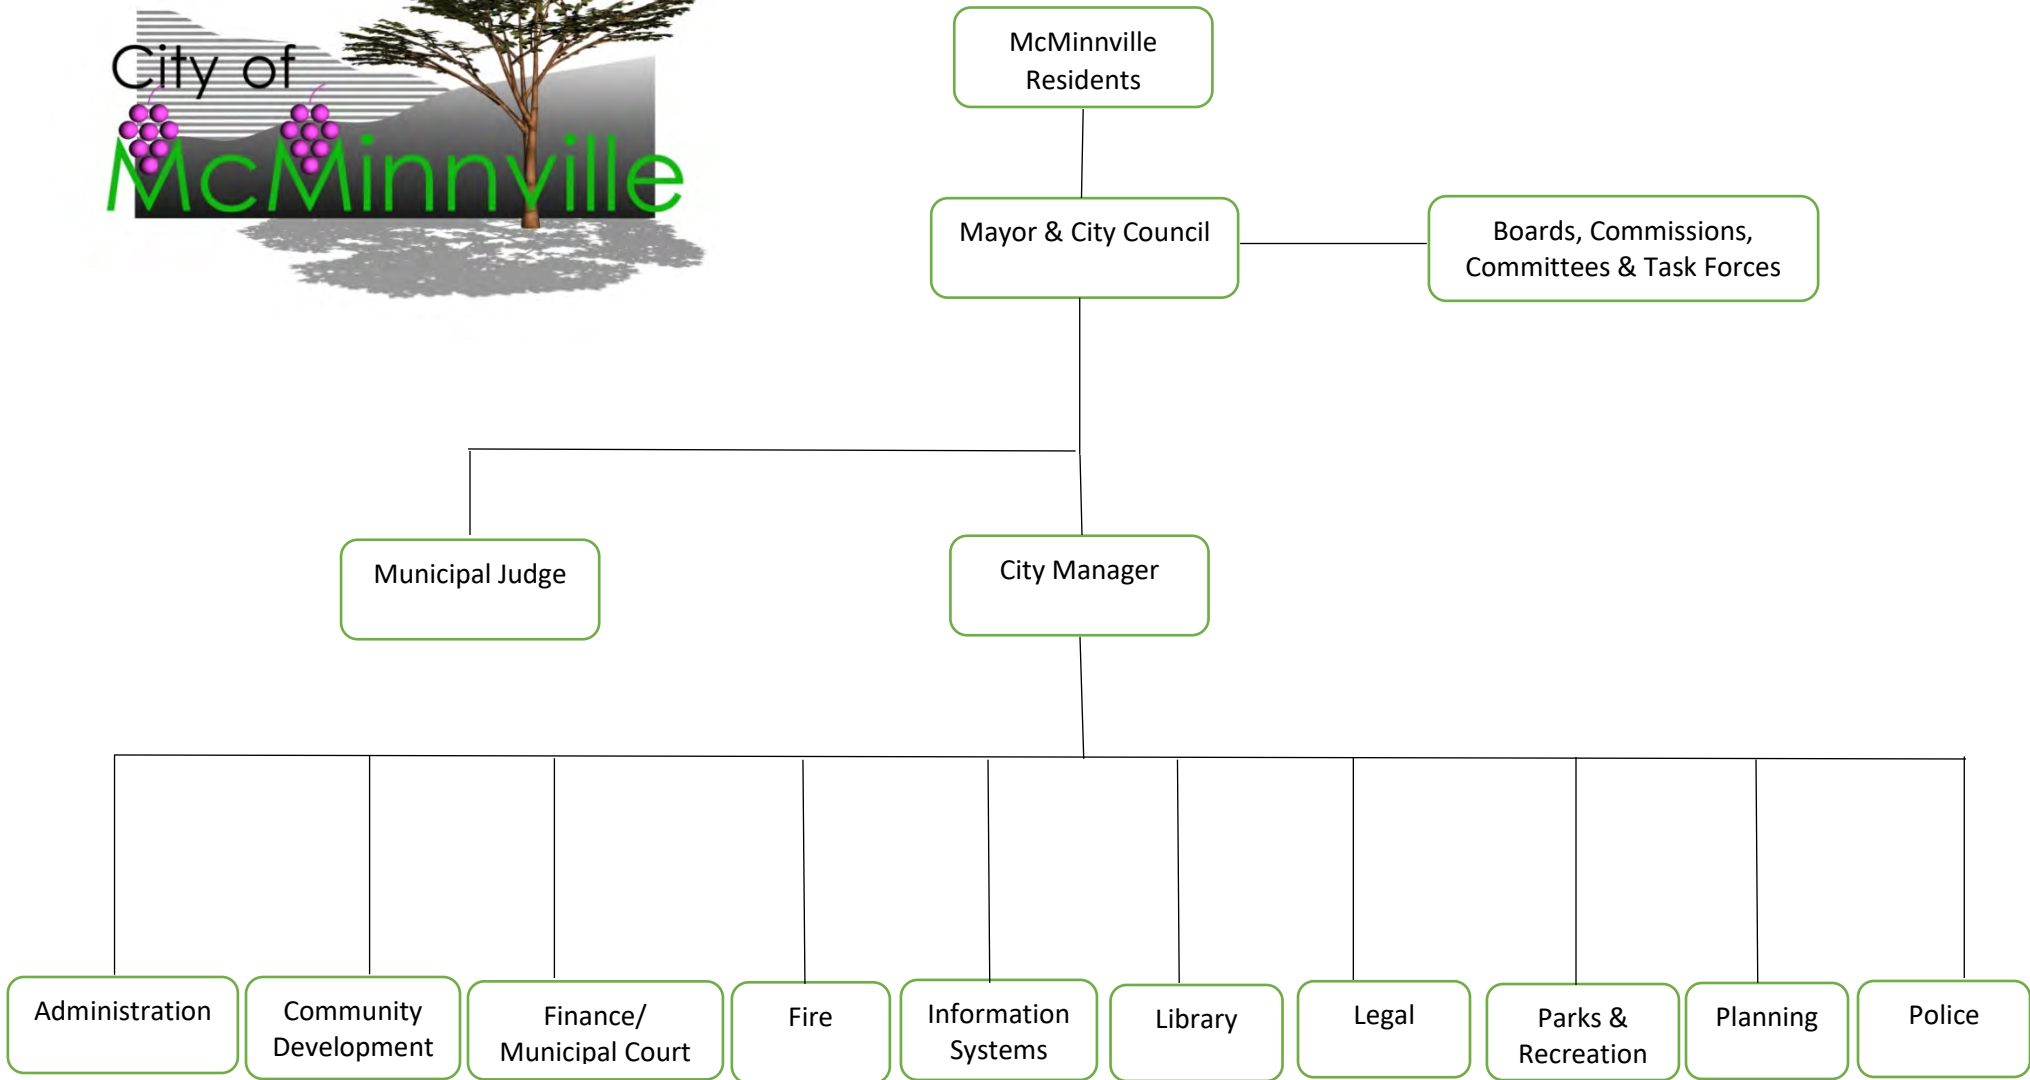 City of
McMinnville
McMinnville
Residents
Mayor & City Council
Boards, Commissions,
Committees & Task Forces
Municipal Judge
City Manager
Administration
Community
Development
Finance/
Municipal Court
Fire
Information
Systems
Library
Legal
Parks &
Recreation
Planning
Police